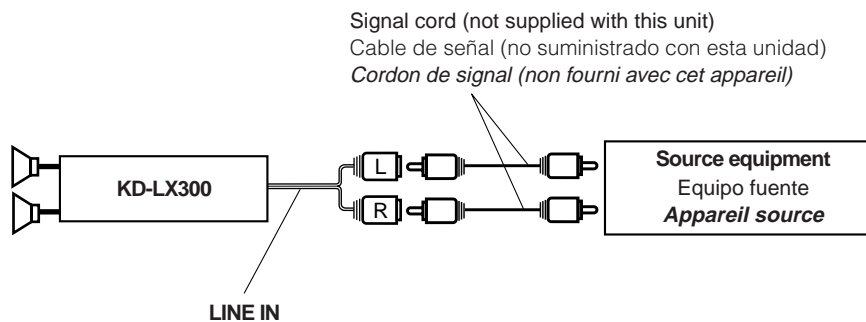 Signal cord (not supplied with this unit)
Cable de señal (no suministrado con esta unidad)
Cordon de signal (non fourni avec cet appareil)
KD-LX300
L
R
Source equipment
Equipo fuente
Appareil source
LINE IN